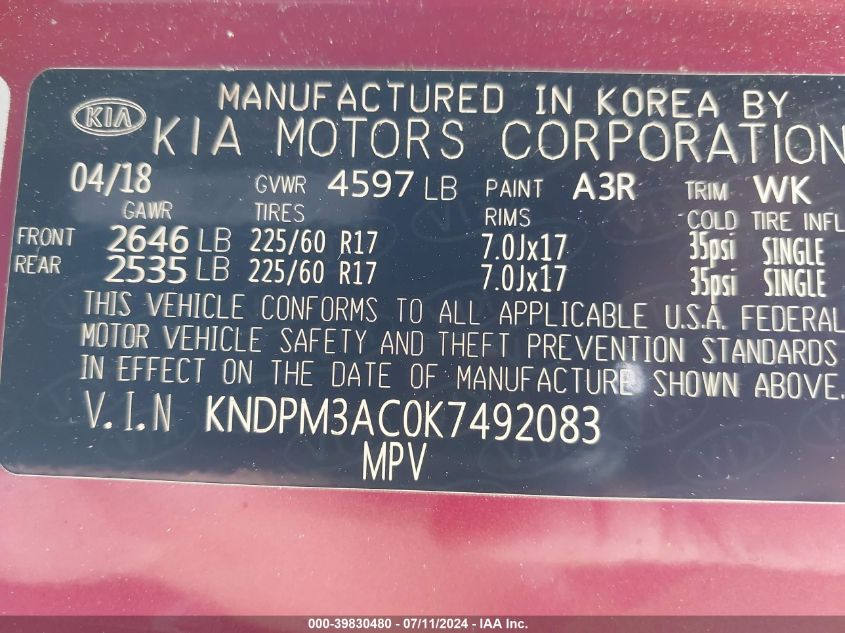 MANUFACTURED IN KOREA BY
KIA KIA MOTORS CORPORATION
04/18 GVWR 4597 LB PAINT A3R TRIM WK
GAWR TIRES RIMS COLD TIRE INFL
FRONT 2646 LB 225/60 R17 7.0Jx17 35psi SINGLE
REAR 2535 LB 225/60 R17 7.0Jx17 35psi SINGLE
THIS VEHICLE CONFORMS TO ALL APPLICABLE U.S.A. FEDERAL
MOTOR VEHICLE SAFETY AND THEFT PREVENTION STANDARDS
IN EFFECT ON THE DATE OF MANUFACTURE SHOWN ABOVE.
V.I.N KNDPM3AC0K7492083
MPV
000-39830480 - 07/11/2024 - IAA Inc.